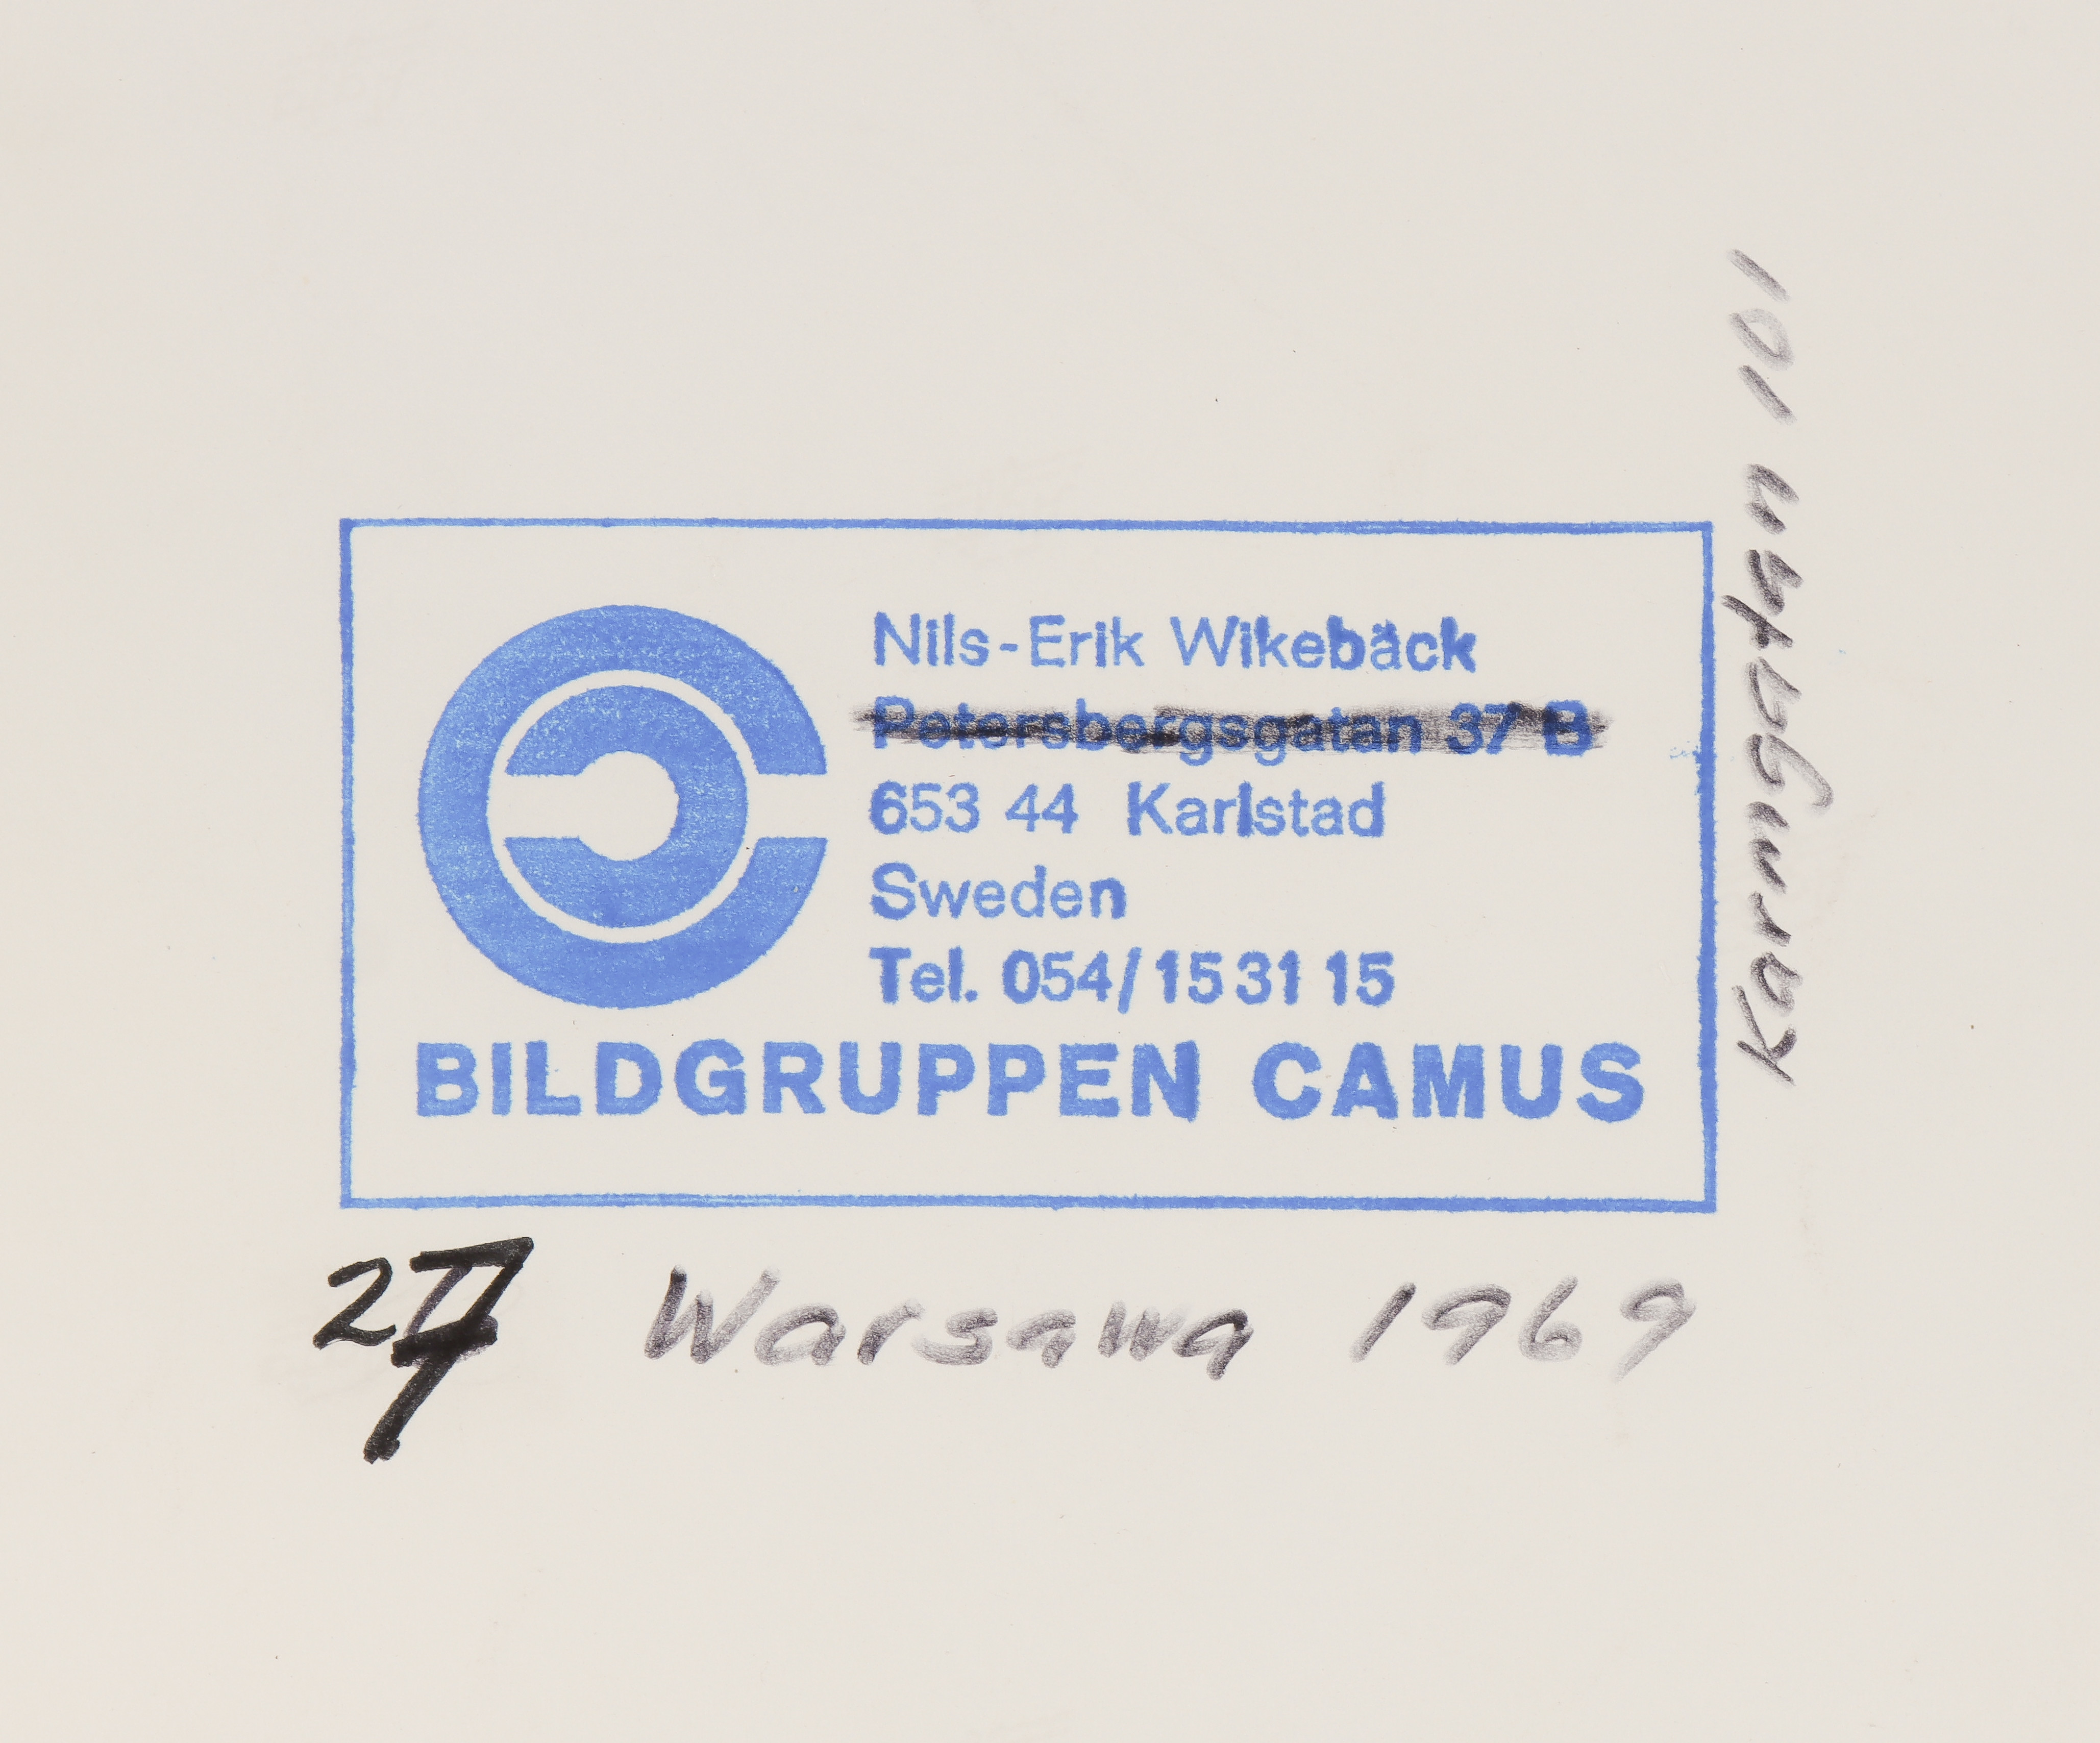 Nils-Erik Wikebäck
Petersbergsgatan 37 B
653 44 Karlstad
Sweden
Tel. 054/15 31 15
BILDGRUPPEN CAMUS
Karmgatan 101
27 Warsawa 1969